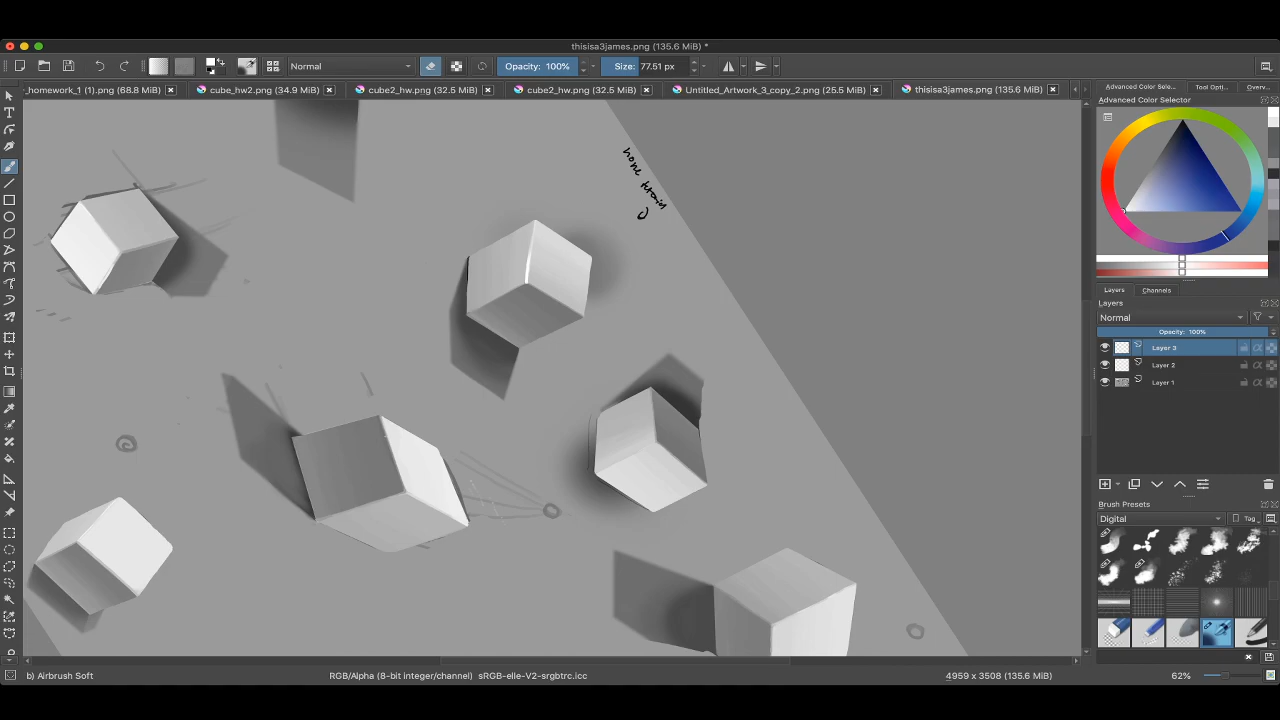 thisisa3james.png (135.6 MiB) *
Normal
Opacity: 100%
Size: 77.51 px
_homework_1 (1).png (68.8 MiB)
cube_hw2.png (34.9 MiB)
cube2_hw.png (32.5 MiB)
cube2_hw.png (32.5 MiB)
Untitled_Artwork_3_copy_2.png (25.5 MiB)
thisisa3james.png (135.6 MiB)
Advanced Color Sele...
Tool Opti...
Overv...
Advanced Color Selector
Layers
Channels
Layers
Normal
Opacity: 100%
Layer 3
Layer 2
Layer 1
Brush Presets
Digital
Tag
b) Airbrush Soft
RGB/Alpha (8-bit integer/channel) sRGB-elle-V2-srgbtrc.icc
4959 x 3508 (135.6 MiB)
62%